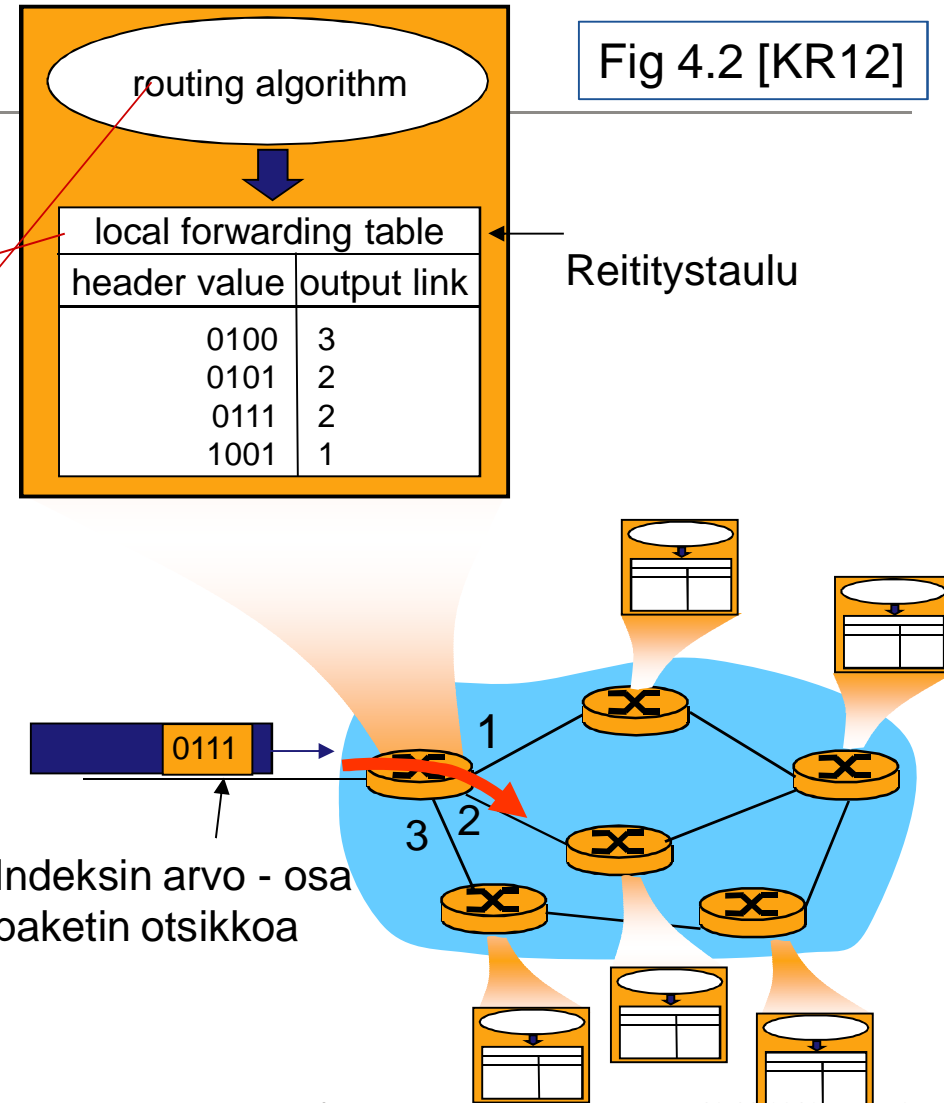 Fig 4.2 [KR12]
routing algorithm
local forwarding table
header value output link
0100 3
0101 2
0111 2
1001 1
Reititystaulu
0111
1
2
3
Indeksin arvo - osa
paketin otsikkoa